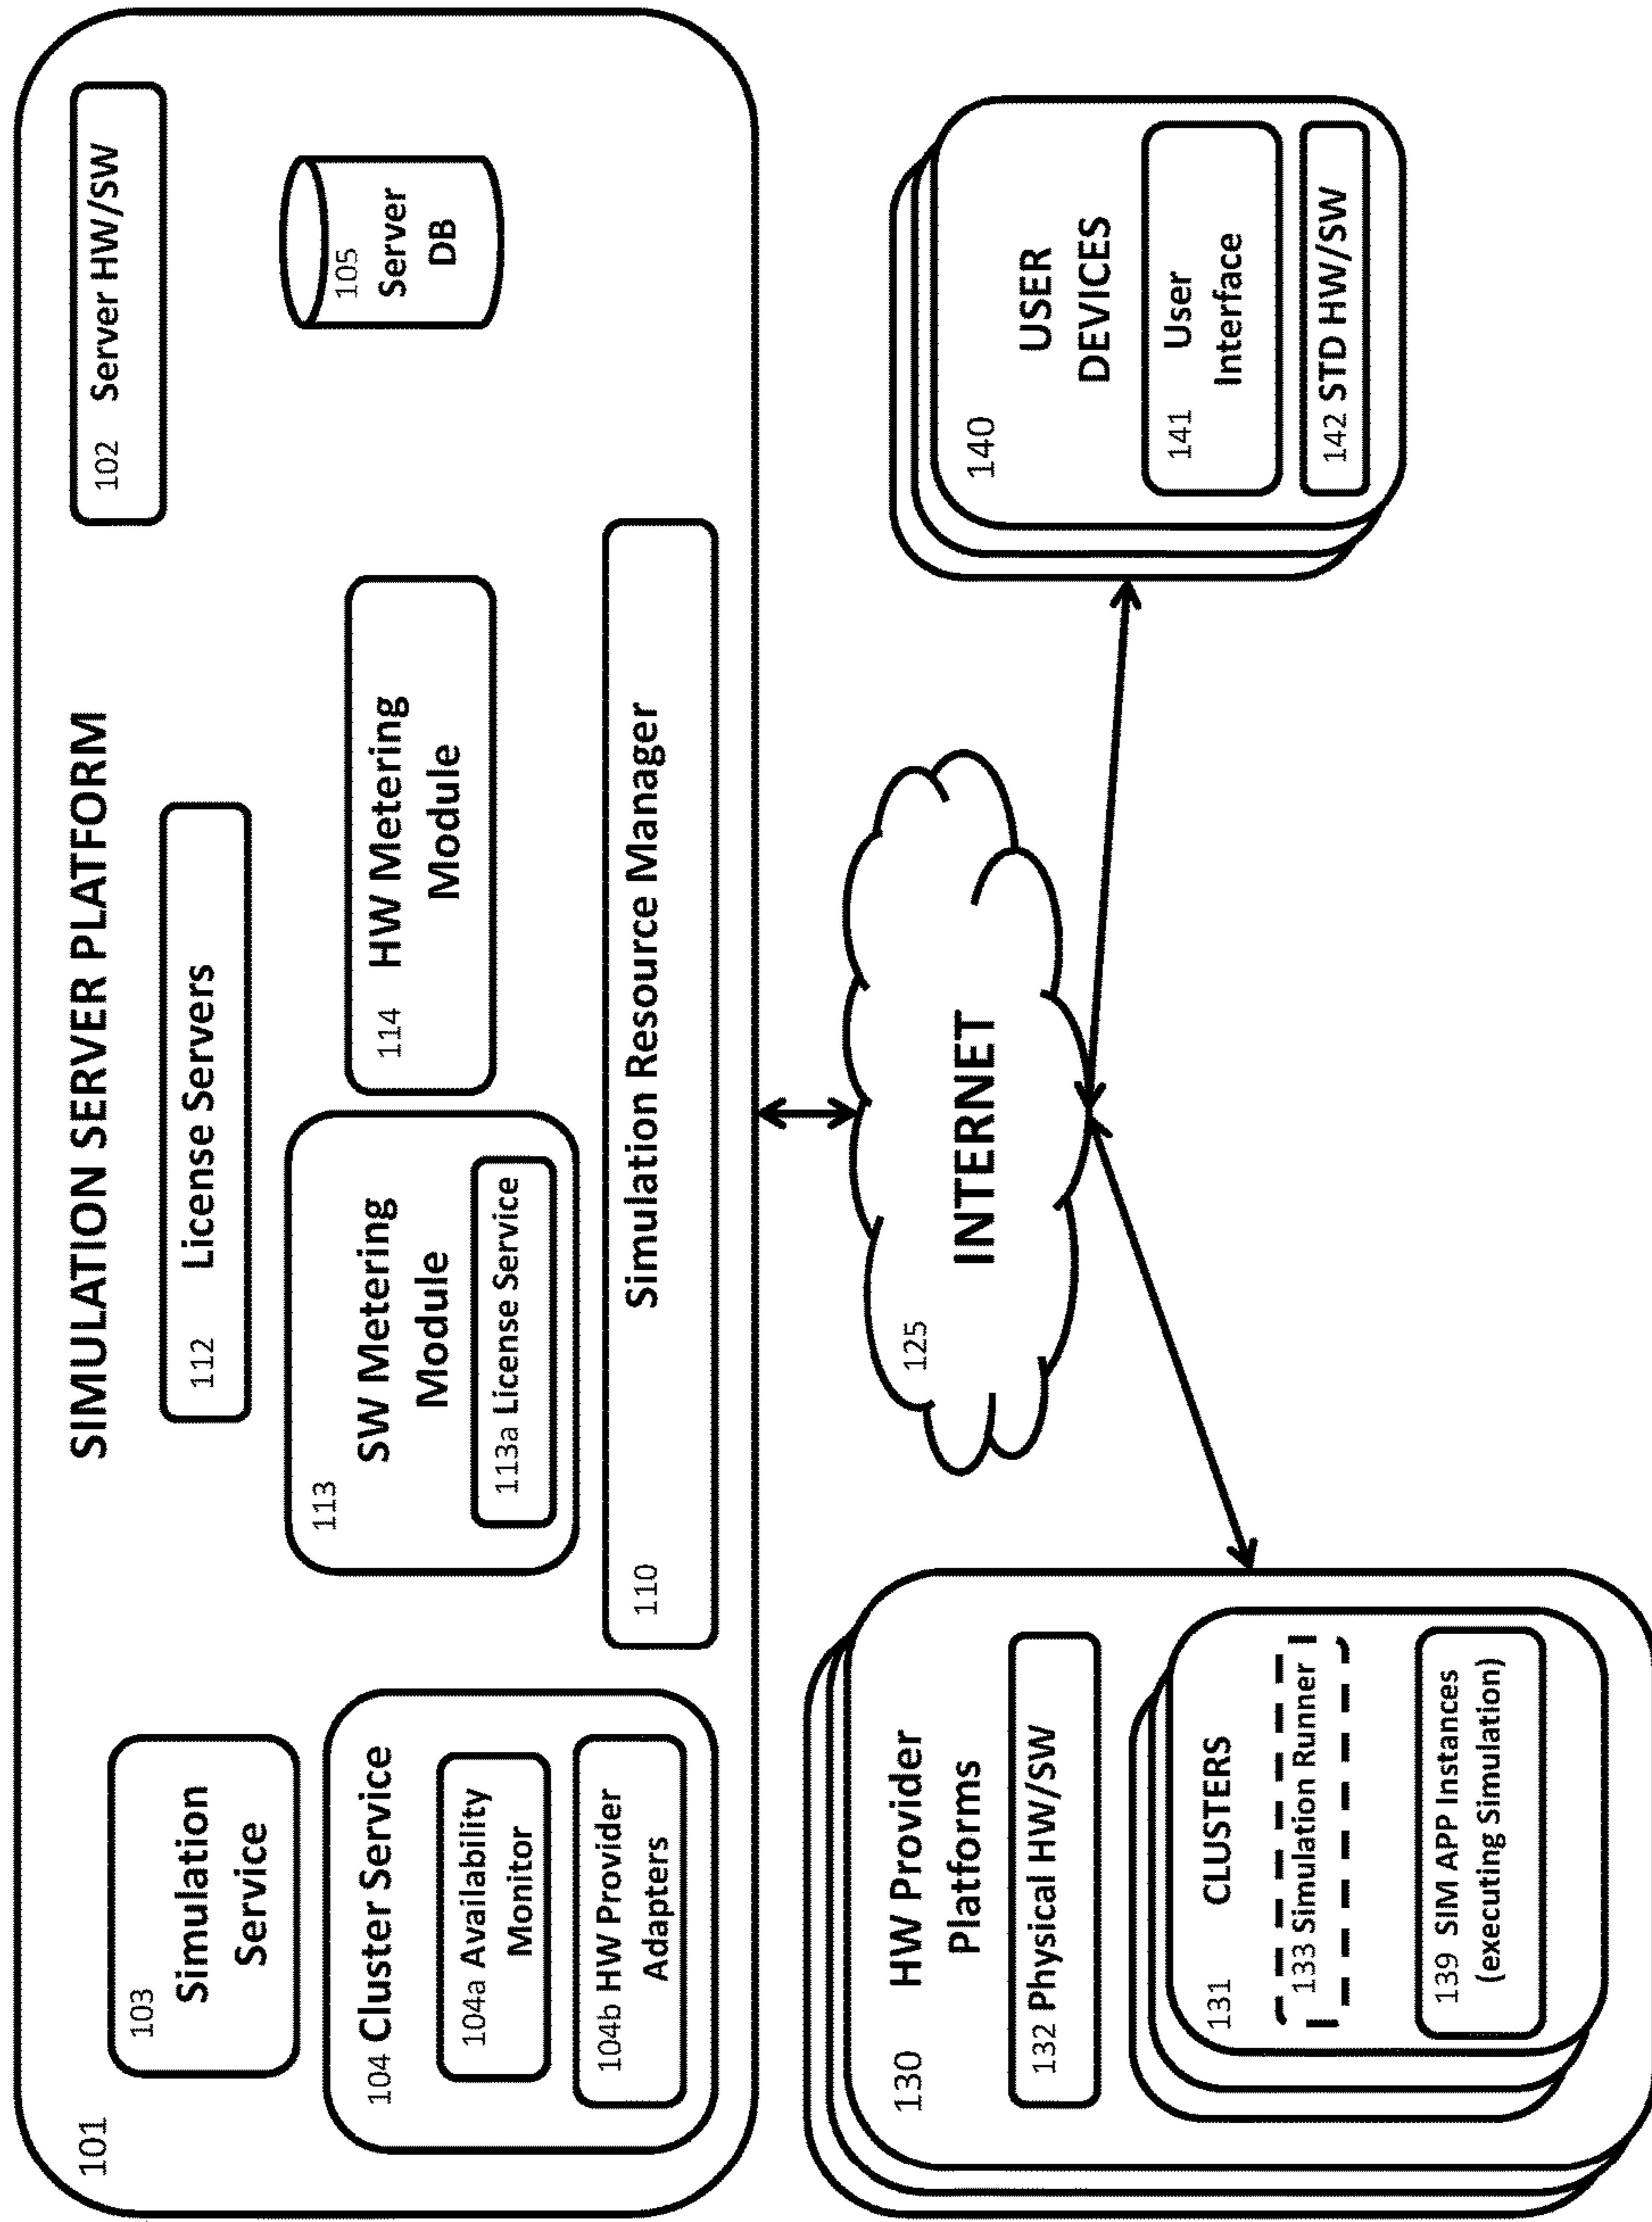 SIMULATION SERVER PLATFORM
101
103
Simulation
Service
104 Cluster Service
104a Availability
Monitor
104b HW Provider
Adapters
112 License Servers
113
SW Metering
Module
113a License Service
114 HW Metering
Module
102 Server HW/SW
105
Server
DB
110 Simulation Resource Manager
125
INTERNET
130 HW Provider
Platforms
132 Physical HW/SW
131 CLUSTERS
133 Simulation Runner
139 SIM APP Instances
(executing Simulation)
140 USER
DEVICES
141 User
Interface
142 STD HW/SW